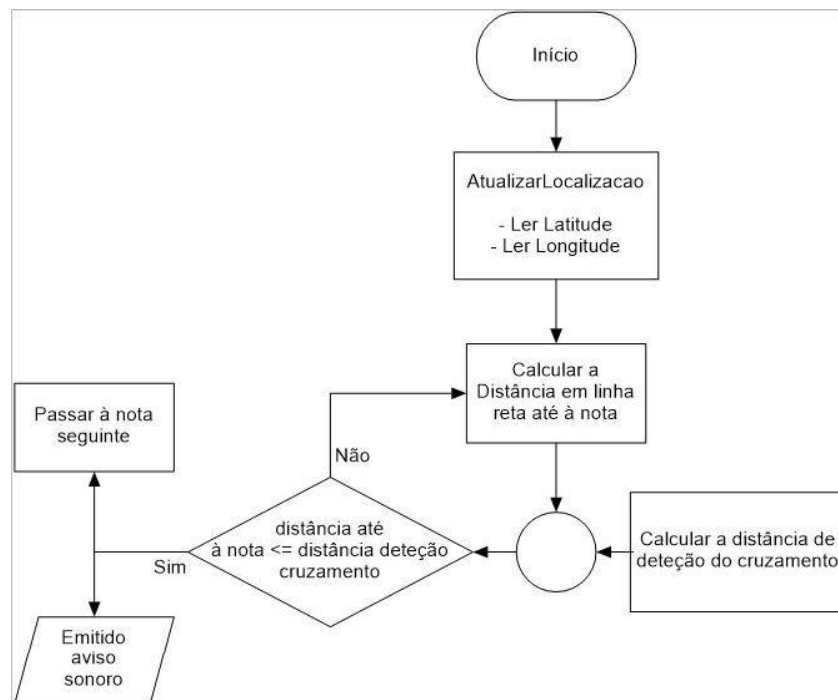 Início
AtualizarLocalizacao
- Ler Latitude
- Ler Longitude
Calcular a
Distância em linha
reta até à nota
Passar à nota
seguinte
Não
distância até
à nota <= distância deteção
cruzamento
Calcular a distância de
deteção do cruzamento
Sim
Emitido
aviso
sonoro